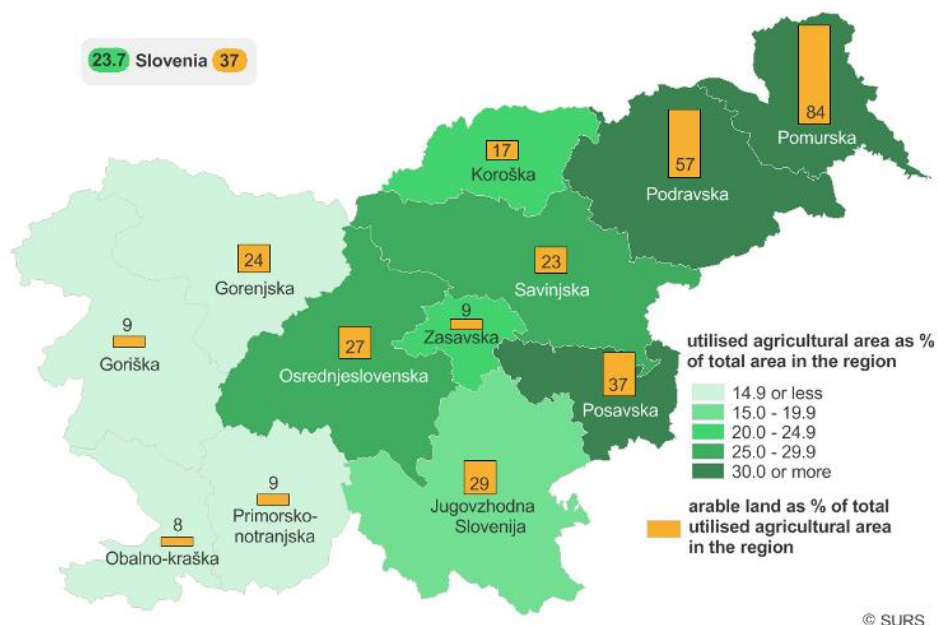 23.7 Slovenia 37
84
Pomurska
57
Podravska
17
Koroška
24
Gorenjska
23
Savinjska
9
Goriška
9
Zasavska
27
Osrednjeslovenska
37
Posavska
9
Primorsko-
notranjska
29
Jugovzhodna
Slovenija
8
Obalno-kraška
utilised agricultural area as %
of total area in the region
14.9 or less
15.0 - 19.9
20.0 - 24.9
25.0 - 29.9
30.0 or more
arable land as % of total
utilised agricultural area
in the region
© SURS